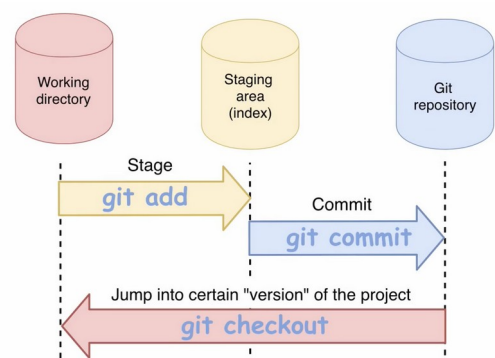 Working
directory
Staging
area
(index)
Git
repository
Stage
git add
Commit
git commit
Jump into certain "version" of the project
git checkout